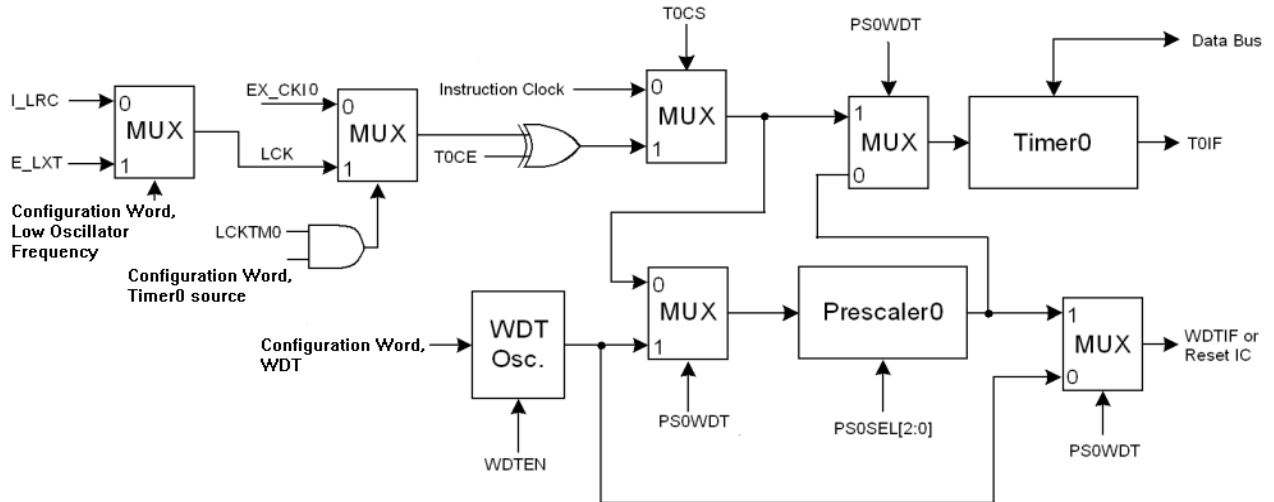 T0CS
PS0WDT
Data Bus
I_LRC
0
MUX
E_LXT
1
Configuration Word,
Low Oscillator
Frequency
LCK
EX_CKI0
0
MUX
1
T0CE
LCKTM0
Configuration Word,
Timer0 source
Instruction Clock
0
MUX
1
1
MUX
0
Timer0
T0IF
Configuration Word,
WDT
WDT
Osc.
WDTEN
0
MUX
1
PS0WDT
Prescaler0
PS0SEL[2:0]
1
MUX
0
PS0WDT
WDTIF or
Reset IC